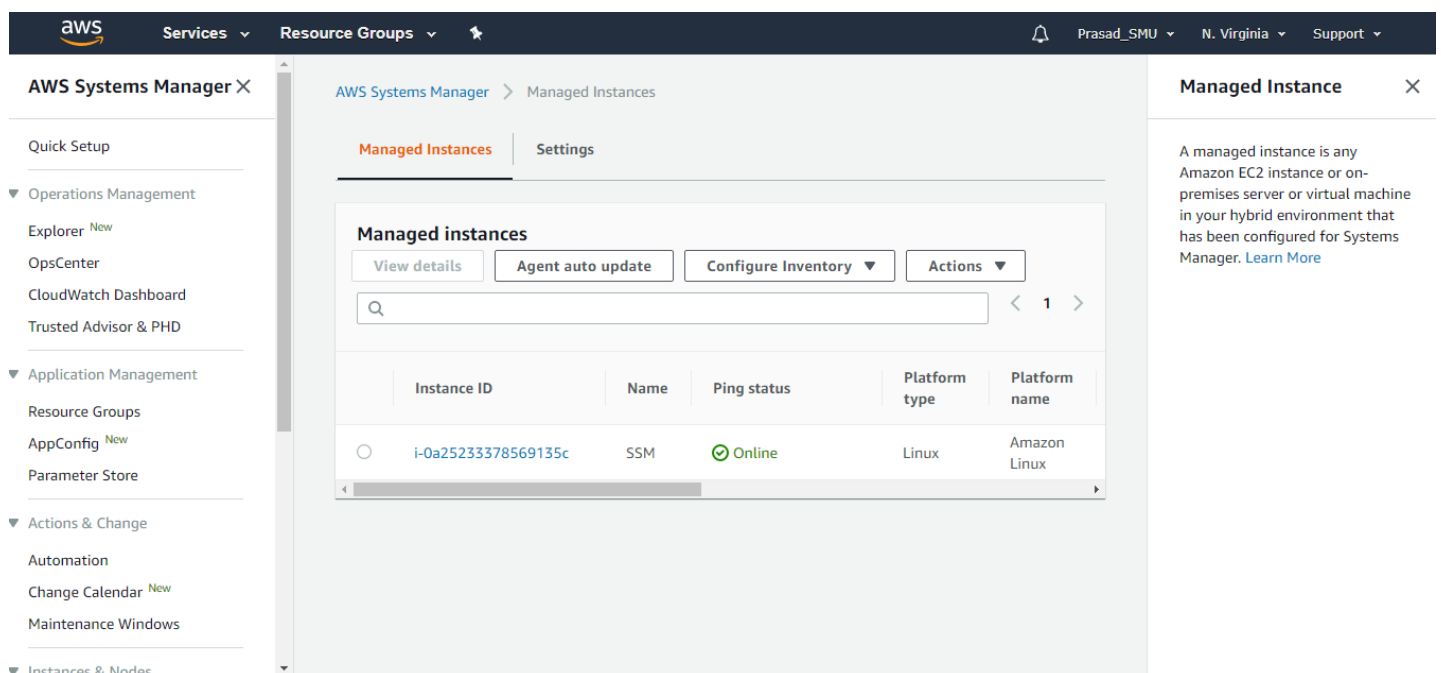 aws Services Resource Groups Prasad_SMU N. Virginia Support
AWS Systems Manager
Quick Setup
Operations Management
Explorer New
OpsCenter
CloudWatch Dashboard
Trusted Advisor & PHD
Application Management
Resource Groups
AppConfig New
Parameter Store
Actions & Change
Automation
Change Calendar New
Maintenance Windows
Instances & Nodes
AWS Systems Manager > Managed Instances
Managed Instances Settings
Managed instances
View details Agent auto update Configure Inventory Actions
1
Instance ID Name Ping status Platform type Platform name
i-0a25233378569135c SSM Online Linux Amazon Linux
Managed Instance
A managed instance is any
Amazon EC2 instance or on-
premises server or virtual machine
in your hybrid environment that
has been configured for Systems
Manager. Learn More